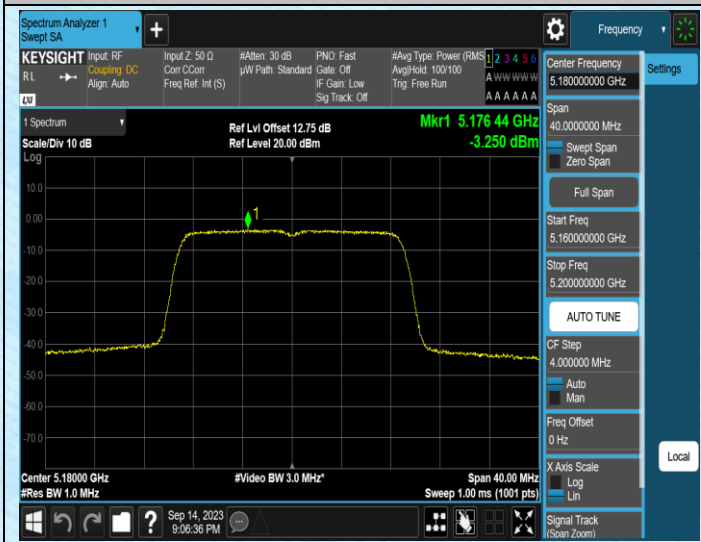 Spectrum Analyzer 1
Swept SA
+
Frequency
KEYSIGHT
RL
LXI
Input: RF
Coupling: DC
Align: Auto
Input Z: 50 Ω
Corr CCorr
Freq Ref: Int (S)
#Atten: 30 dB
µW Path: Standard
PNO: Fast
Gate: Off
IF Gain: Low
Sig Track: Off
#Avg Type: Power (RMS
Avg|Hold: 100/100
Trig: Free Run
1 2 3 4 5 6
A W W W W W
A A A A A A
1 Spectrum
Scale/Div 10 dB
Log
Ref Lvl Offset 12.75 dB
Ref Level 20.00 dBm
Mkr1 5.176 44 GHz
-3.250 dBm
10.0
0.00
-10.0
-20.0
-30.0
-40.0
-50.0
-60.0
-70.0
1
Center 5.18000 GHz
#Res BW 1.0 MHz
#Video BW 3.0 MHz*
Span 40.00 MHz
Sweep 1.00 ms (1001 pts)
?
Sep 14, 2023
9:06:36 PM
Center Frequency
5.180000000 GHz
Settings
Span
40.0000000 MHz
Swept Span
Zero Span
Full Span
Start Freq
5.160000000 GHz
Stop Freq
5.200000000 GHz
AUTO TUNE
CF Step
4.000000 MHz
Auto
Man
Freq Offset
0 Hz
Local
X Axis Scale
Log
Lin
Signal Track
(Span Zoom)